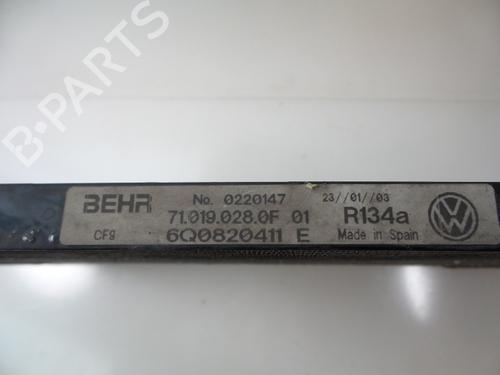 B-PARTS
BEHR No. 0220147 23//01//03
71.019.028.0F 01 R134a
CF9 6Q0820411 E Made in Spain